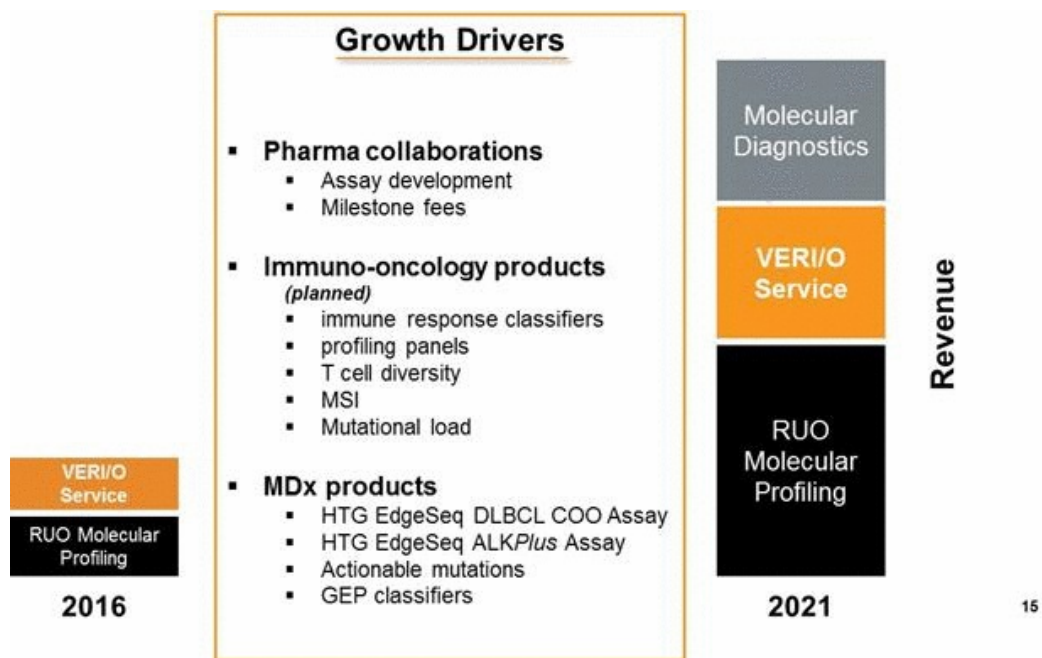 Growth Drivers
▪ Pharma collaborations
▪ Assay development
▪ Milestone fees
▪ Immuno-oncology products
(planned)
▪ immune response classifiers
▪ profiling panels
▪ T cell diversity
▪ MSI
▪ Mutational load
▪ MDx products
▪ HTG EdgeSeq DLBCL COO Assay
▪ HTG EdgeSeq ALKPlus Assay
▪ Actionable mutations
▪ GEP classifiers
VERI/O
Service
RUO Molecular
Profiling
2016
Molecular
Diagnostics
VERI/O
Service
RUO
Molecular
Profiling
2021
Revenue
15